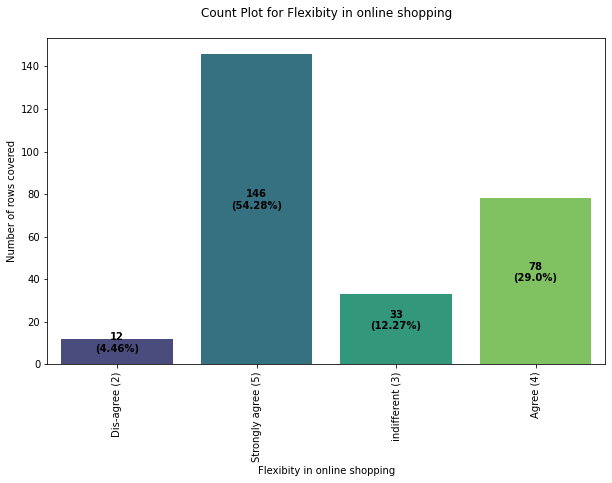 Count Plot for Flexibity in online shopping
Number of rows covered
140
120
100
80
60
40
20
0
12
(4.46%)
146
(54.28%)
33
(12.27%)
78
(29.0%)
Dis-agree (2)
Strongly agree (5)
indifferent (3)
Agree (4)
Flexibity in online shopping